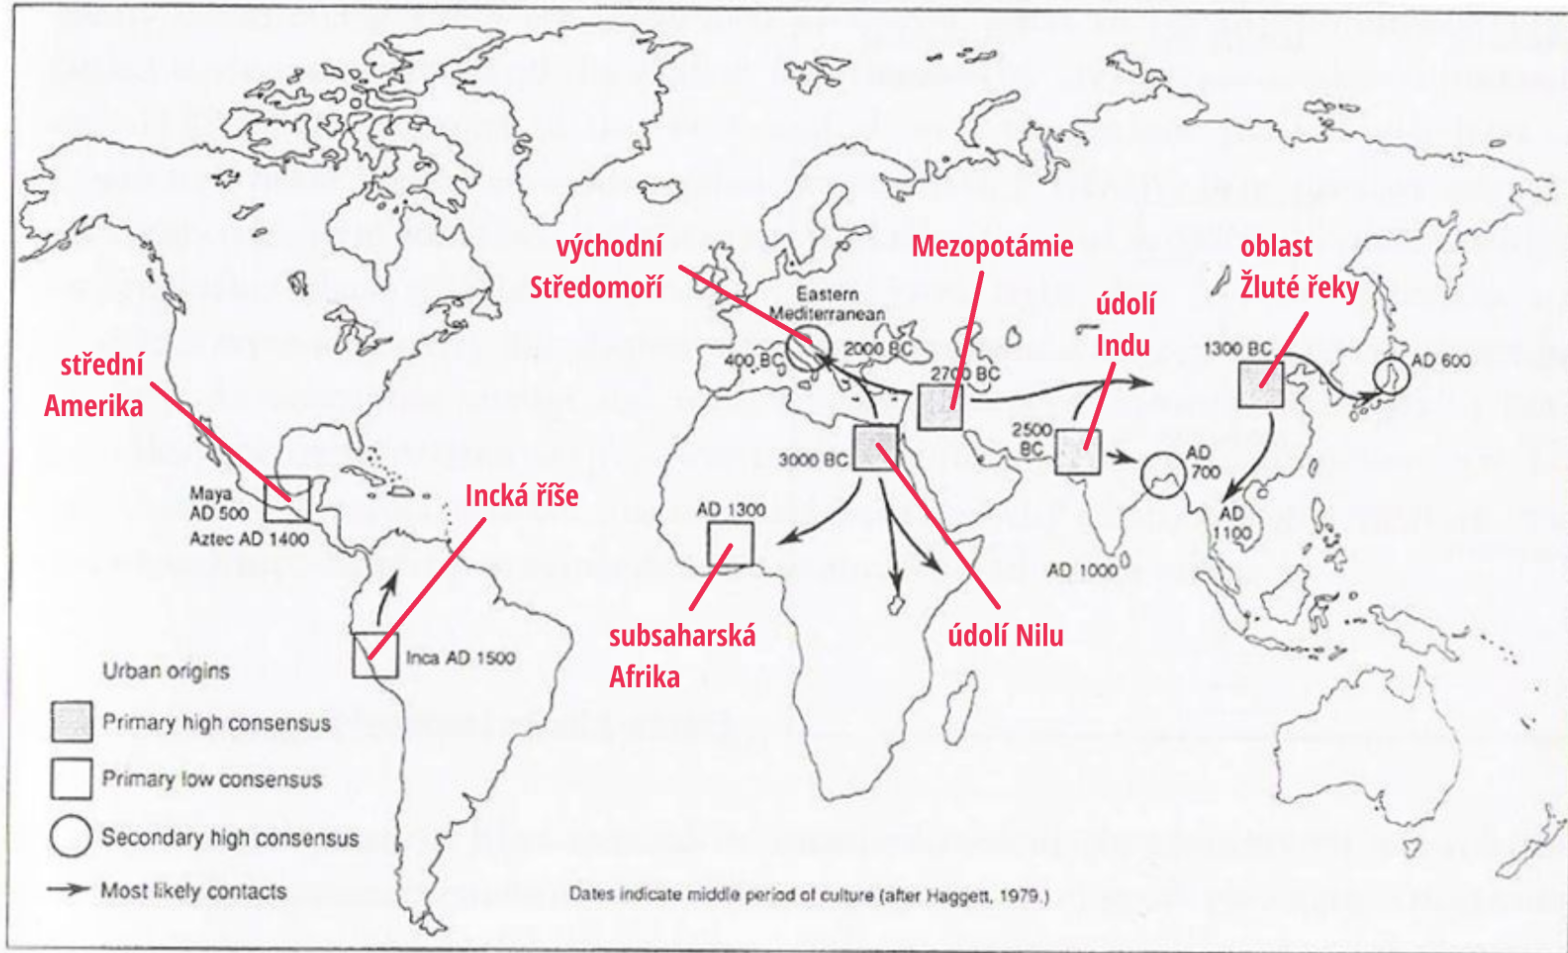 východní
Středomoří
Mezopotámie
oblast
Žluté řeky
údolí
Indu
střední
Amerika
Eastern
Mediterranean
400 BC
2000 BC
2700 BC
1300 BC
AD 600
3000 BC
2500
BC
AD
700
Maya
AD 500
Aztec AD 1400
Incká říše
AD 1300
AD
1100
AD 1000
subsaharská
Afrika
údolí Nilu
Inca AD 1500
Urban origins
Primary high consensus
Primary low consensus
Secondary high consensus
Most likely contacts
Dates indicate middle period of culture (after Haggett, 1979.)